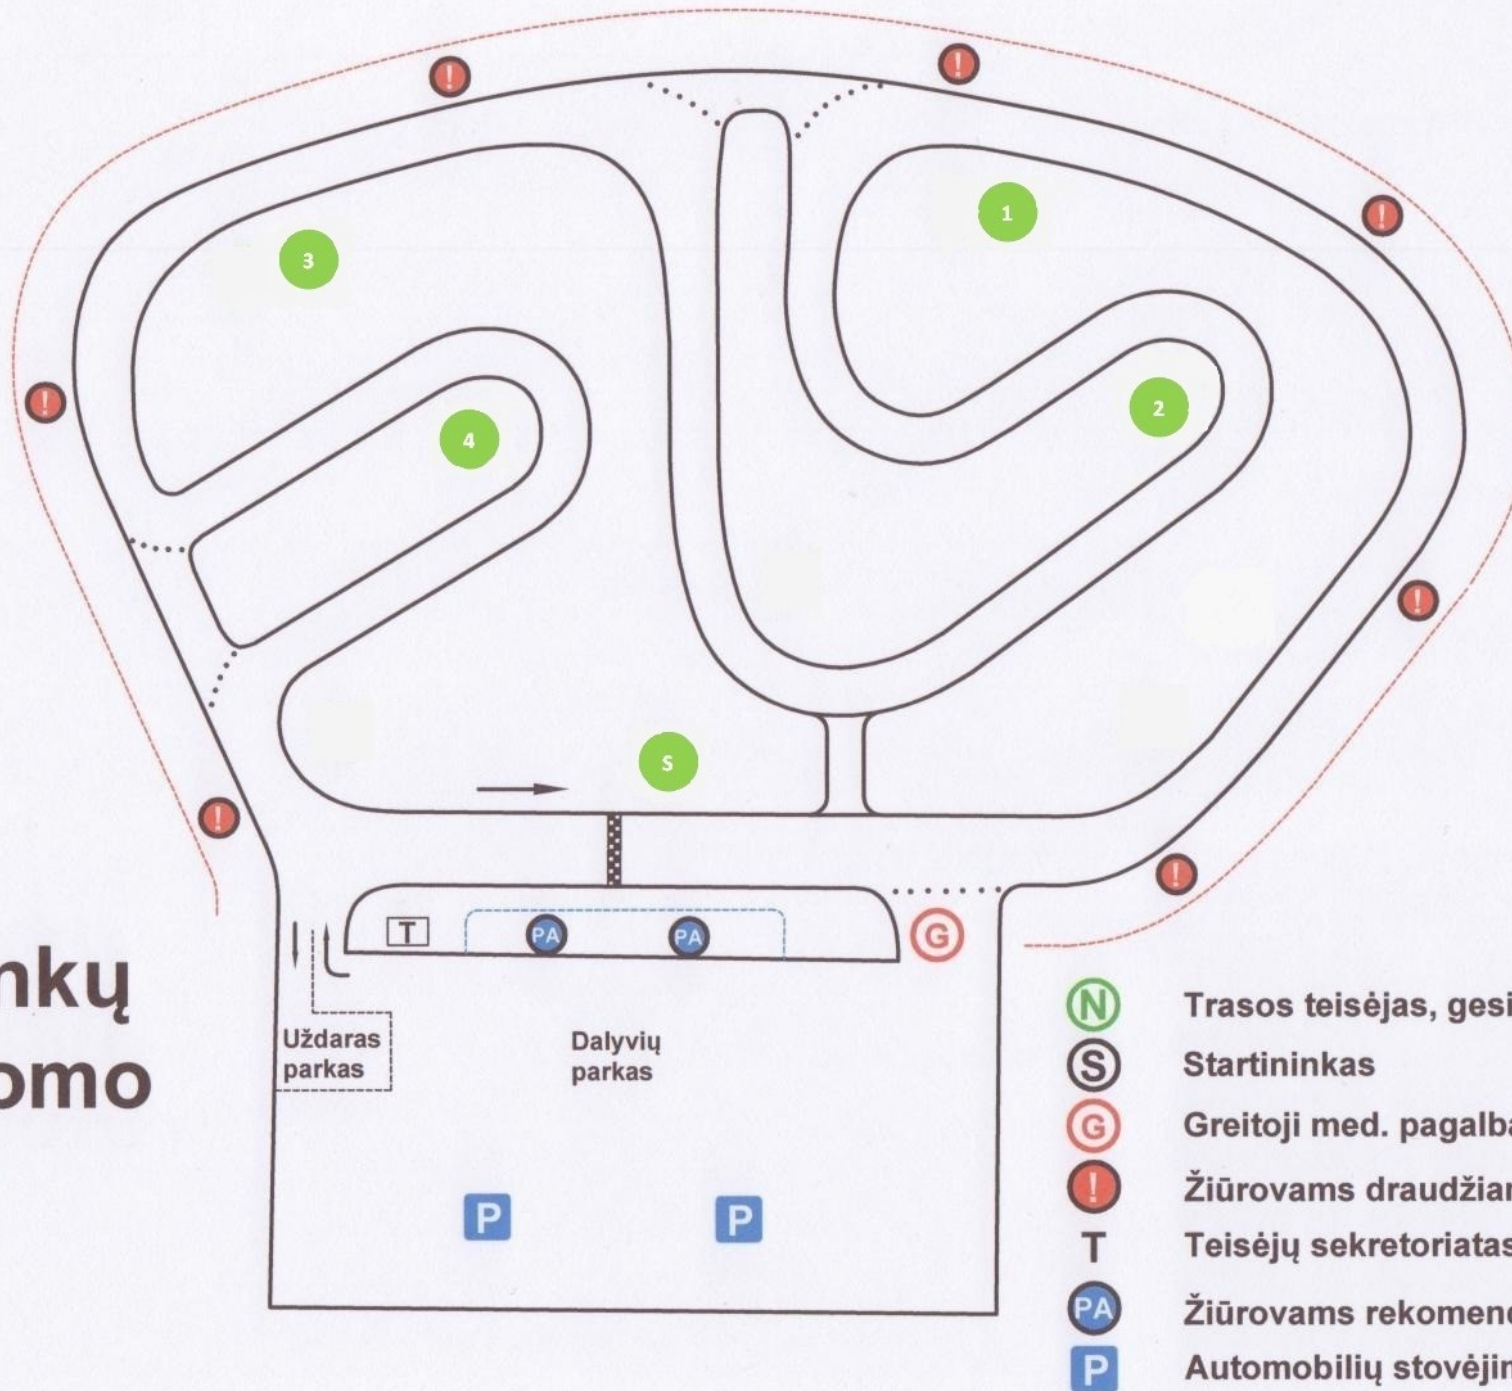 !
!
1
!
3
!
2
4
!
S
!
!
T
PA
PA
G
nkų
omo
Uždaras
parkas
Dalyvių
parkas
P
P
N Trasos teisėjas, gesi
S Startininkas
G Greitoji med. pagalba
! Žiūrovams draudžiar
T Teisėjų sekretoriatas
PA Žiūrovams rekomend
P Automobilių stovėjim